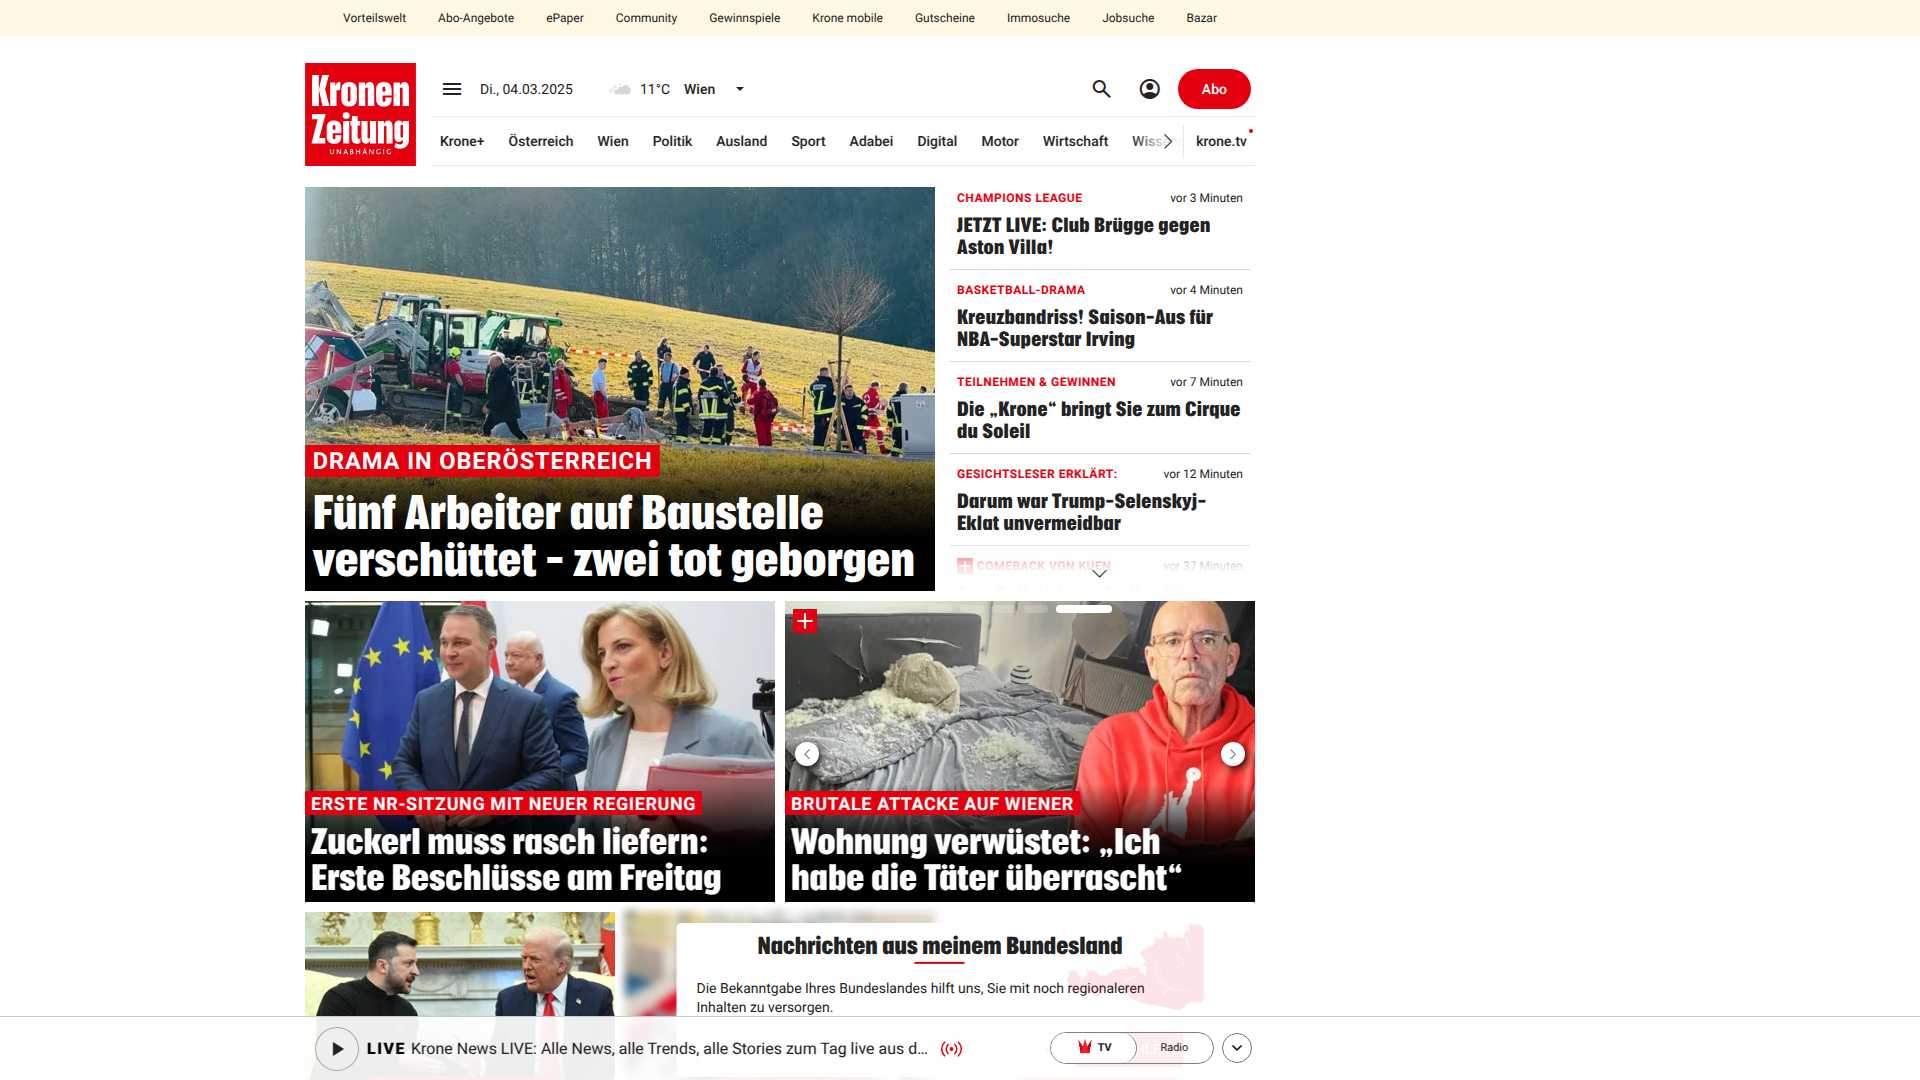 Vorteilswelt Abo-Angebote ePaper Community Gewinnspiele Krone mobile Gutscheine Immosuche Jobsuche Bazar
Kronen
Zeitung
UNABHÄNGIG
Di., 04.03.2025 11°C Wien
Abo
Krone+ Österreich Wien Politik Ausland Sport Adabei Digital Motor Wirtschaft krone.tv
DRAMA IN OBERÖSTERREICH
Fünf Arbeiter auf Baustelle
verschüttet – zwei tot geborgen
CHAMPIONS LEAGUE vor 3 Minuten
JETZT LIVE: Club Brügge gegen
Aston Villa!
BASKETBALL-DRAMA vor 4 Minuten
Kreuzbandriss! Saison-Aus für
NBA-Superstar Irving
TEILNEHMEN & GEWINNEN vor 7 Minuten
Die „Krone“ bringt Sie zum Cirque
du Soleil
GESICHTSLESER ERKLÄRT: vor 12 Minuten
Darum war Trump-Selenskyj-
Eklat unvermeidbar
COMEBACK VON KUEN vor 37 Minuten
ERSTE NR-SITZUNG MIT NEUER REGIERUNG
Zuckerl muss rasch liefern:
Erste Beschlüsse am Freitag
BRUTALE ATTACKE AUF WIENER
Wohnung verwüstet: „Ich
habe die Täter überrascht“
Nachrichten aus meinem Bundesland
Die Bekanntgabe Ihres Bundeslandes hilft uns, Sie mit noch regionaleren
Inhalten zu versorgen.
LIVE Krone News LIVE: Alle News, alle Trends, alle Stories zum Tag live aus d...
TV Radio